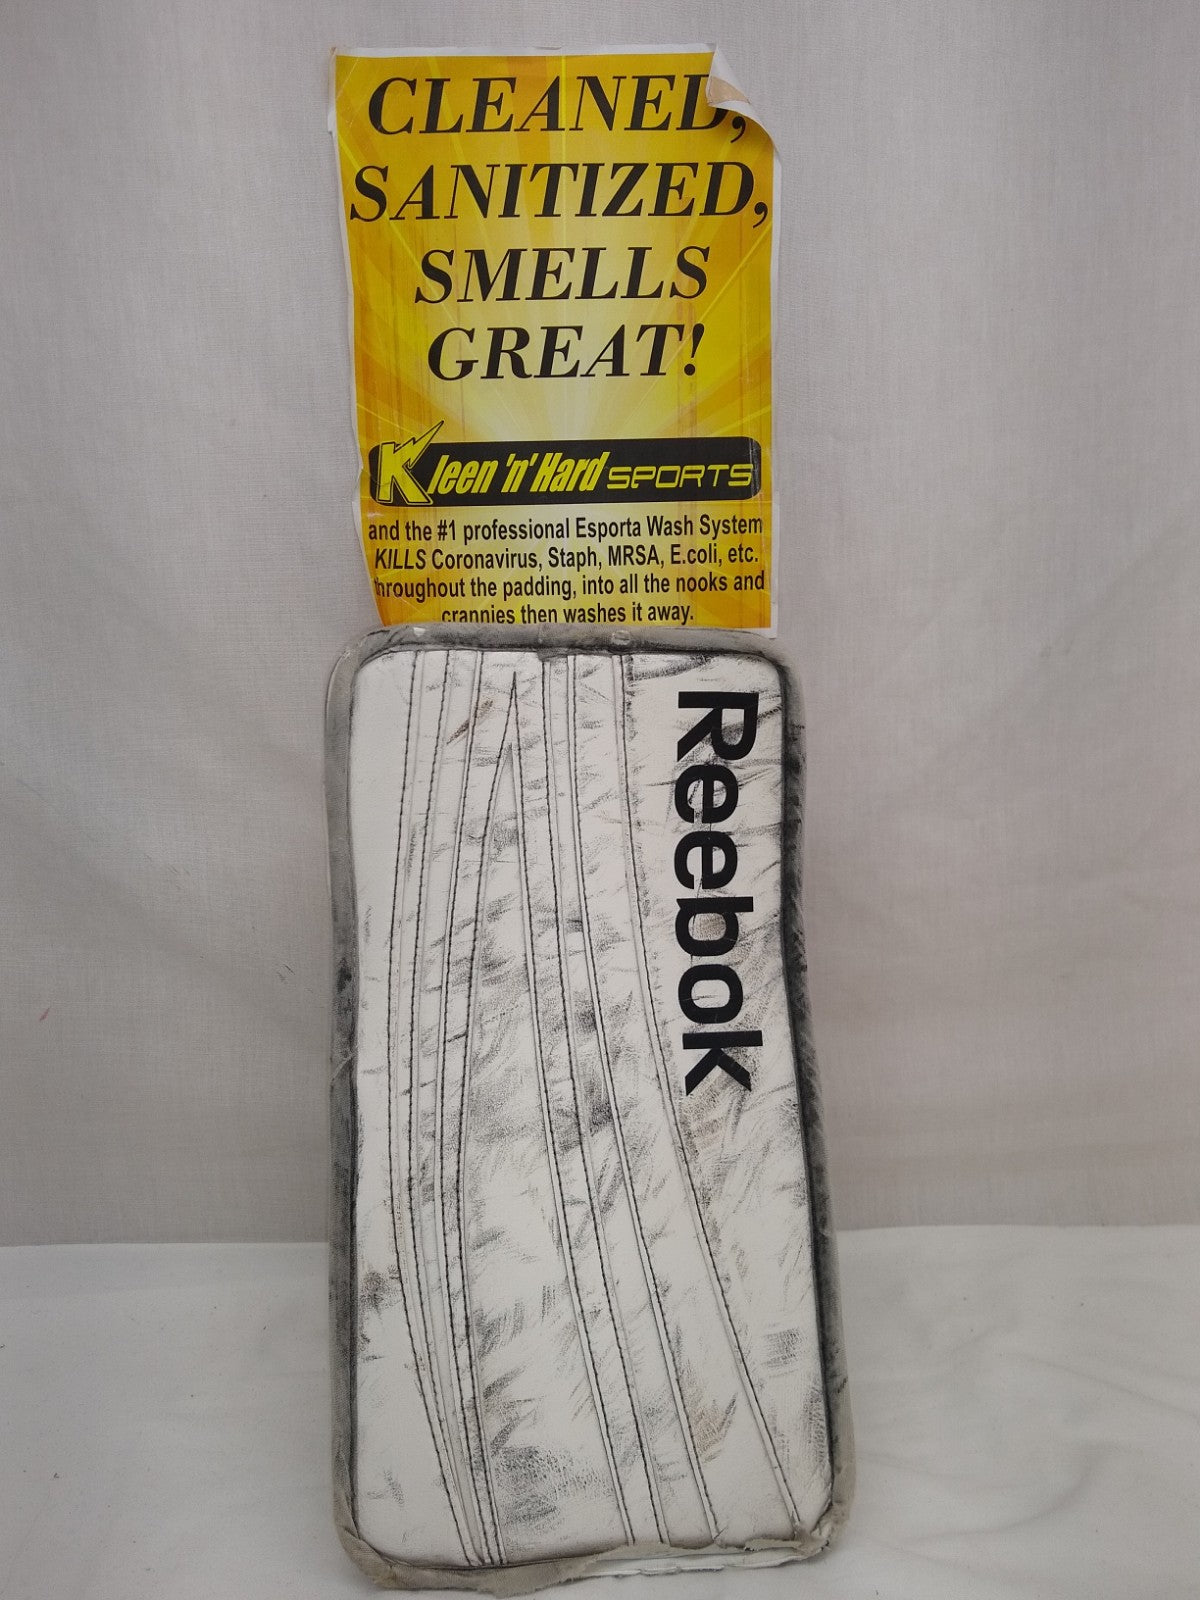 CLEANED,
SANITIZED,
SMELLS
GREAT!
Kleen 'n' Hard SPORTS
and the #1 professional Esporta Wash System
KILLS Coronavirus, Staph, MRSA, E.coli, etc.
throughout the padding, into all the nooks and
crannies then washes it away.
Reebok